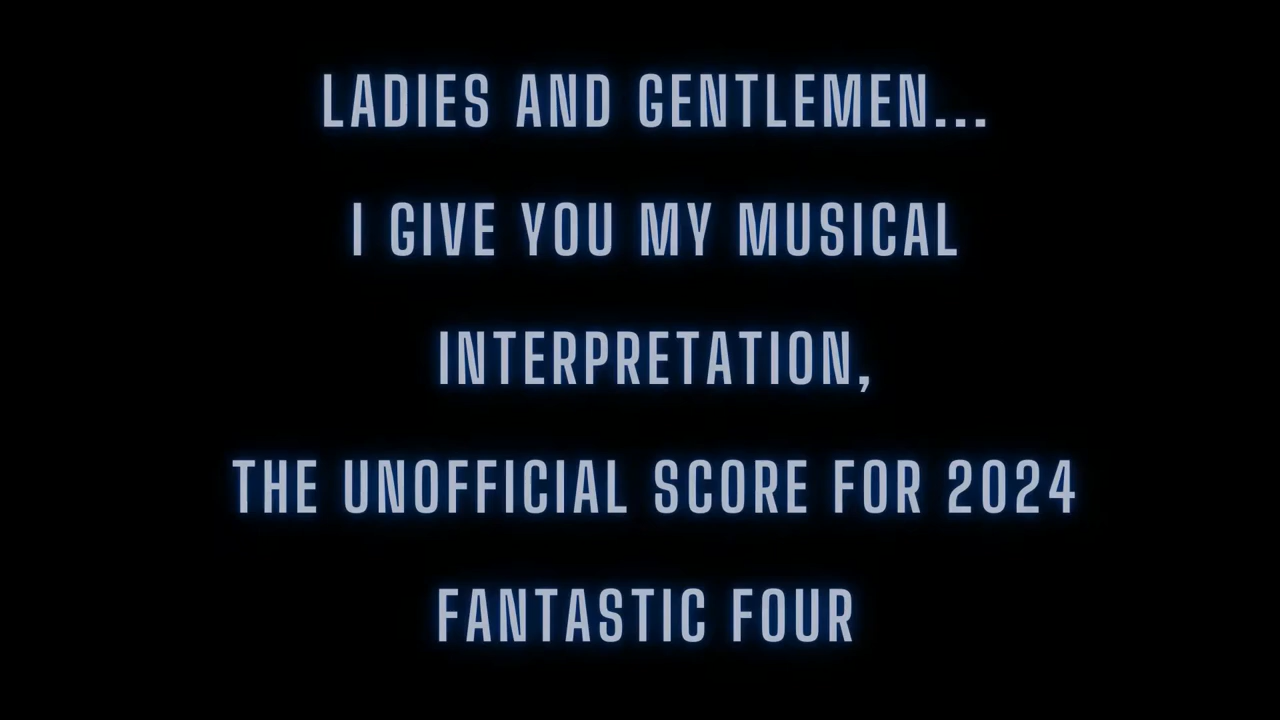 LADIES AND GENTLEMEN...
I GIVE YOU MY MUSICAL
INTERPRETATION,
THE UNOFFICIAL SCORE FOR 2024
FANTASTIC FOUR